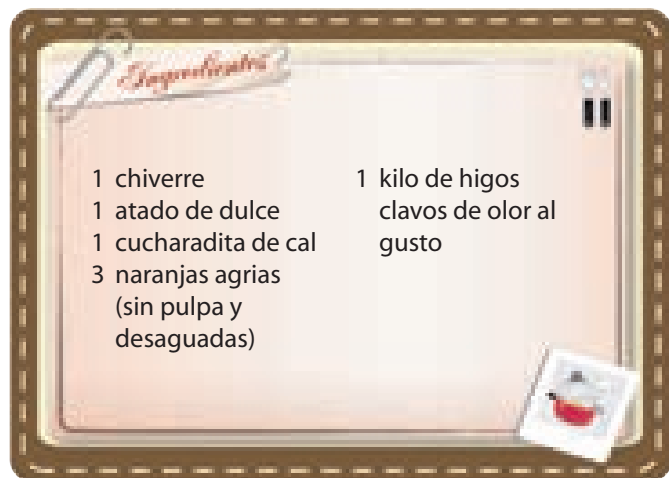 Ingredientes
1 chiverre
1 atado de dulce
1 cucharadita de cal
3 naranjas agrias
(sin pulpa y
desaguadas)
1 kilo de higos
clavos de olor al
gusto